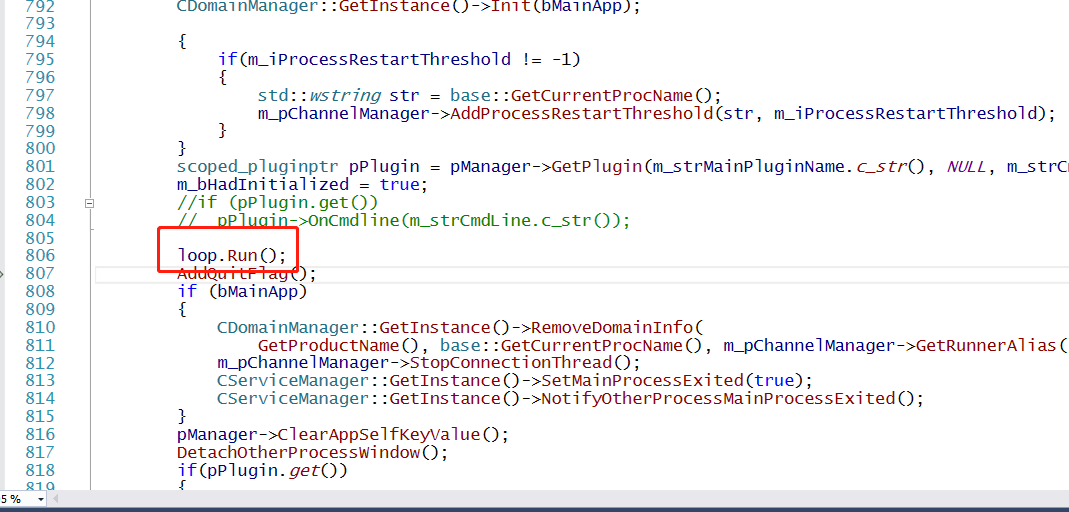 792 CDomainManager::GetInstance()->Init(bMainApp);
793
794 {
795 if(m_iProcessRestartThreshold != -1)
796 {
797 std::wstring str = base::GetCurrentProcName();
798 m_pChannelManager->AddProcessRestartThreshold(str, m_iProcessRestartThreshold);
799 }
800 }
801 scoped_pluginptr pPlugin = pManager->GetPlugin(m_strMainPluginName.c_str(), NULL, m_strC
802 m_bHadInitialized = true;
803 //if (pPlugin.get())
804 // pPlugin->OnCmdline(m_strCmdLine.c_str());
805
806 loop.Run();
807 AddQuitFlag();
808 if (bMainApp)
809 {
810 CDomainManager::GetInstance()->RemoveDomainInfo(
811 GetProductName(), base::GetCurrentProcName(), m_pChannelManager->GetRunnerAlias(
812 m_pChannelManager->StopConnectionThread();
813 CServiceManager::GetInstance()->SetMainProcessExited(true);
814 CServiceManager::GetInstance()->NotifyOtherProcessMainProcessExited();
815 }
816 pManager->ClearAppSelfKeyValue();
817 DetachOtherProcessWindow();
818 if(pPlugin.get())
819 {
5 %